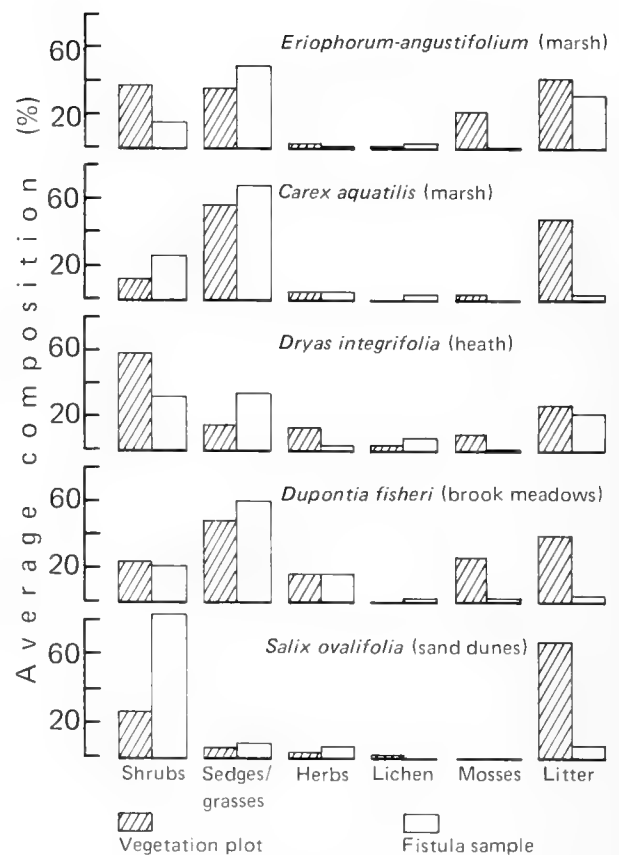 Average composition (%)
60
20
Eriophorum-angustifolium (marsh)
60
20
Carex aquatilis (marsh)
60
20
Dryas integrifolia (heath)
60
20
Dupontia fisheri (brook meadows)
60
20
Salix ovalifolia (sand dunes)
Shrubs Sedges/ Herbs Lichen Mosses Litter
grasses
Vegetation plot Fistula sample